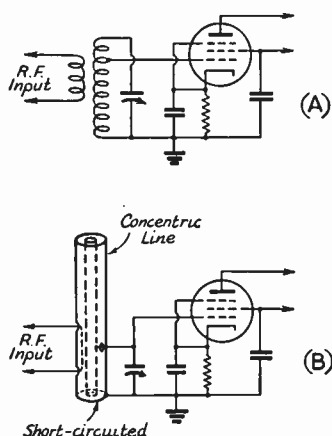 R.F.
Input
(A)
Concentric
Line
R.F.
Input
(B)
Short-circuited